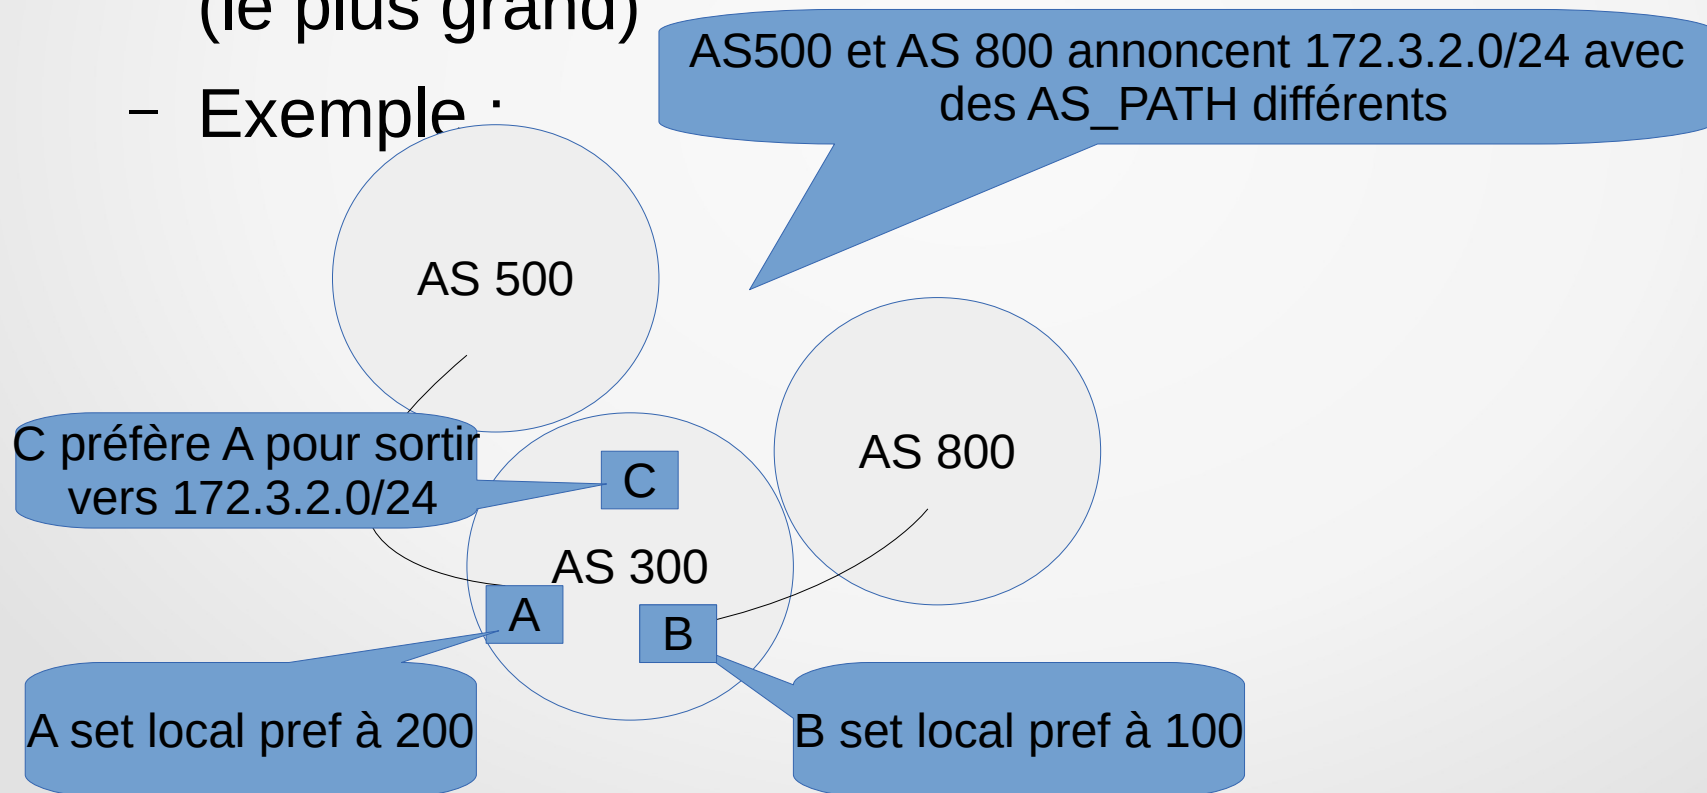 (le plus grand)
AS500 et AS 800 annoncent 172.3.2.0/24 avec
des AS_PATH différents
– Exemple :
AS 500
AS 800
C préfère A pour sortir
vers 172.3.2.0/24
C
AS 300
A
B
A set local pref à 200
B set local pref à 100